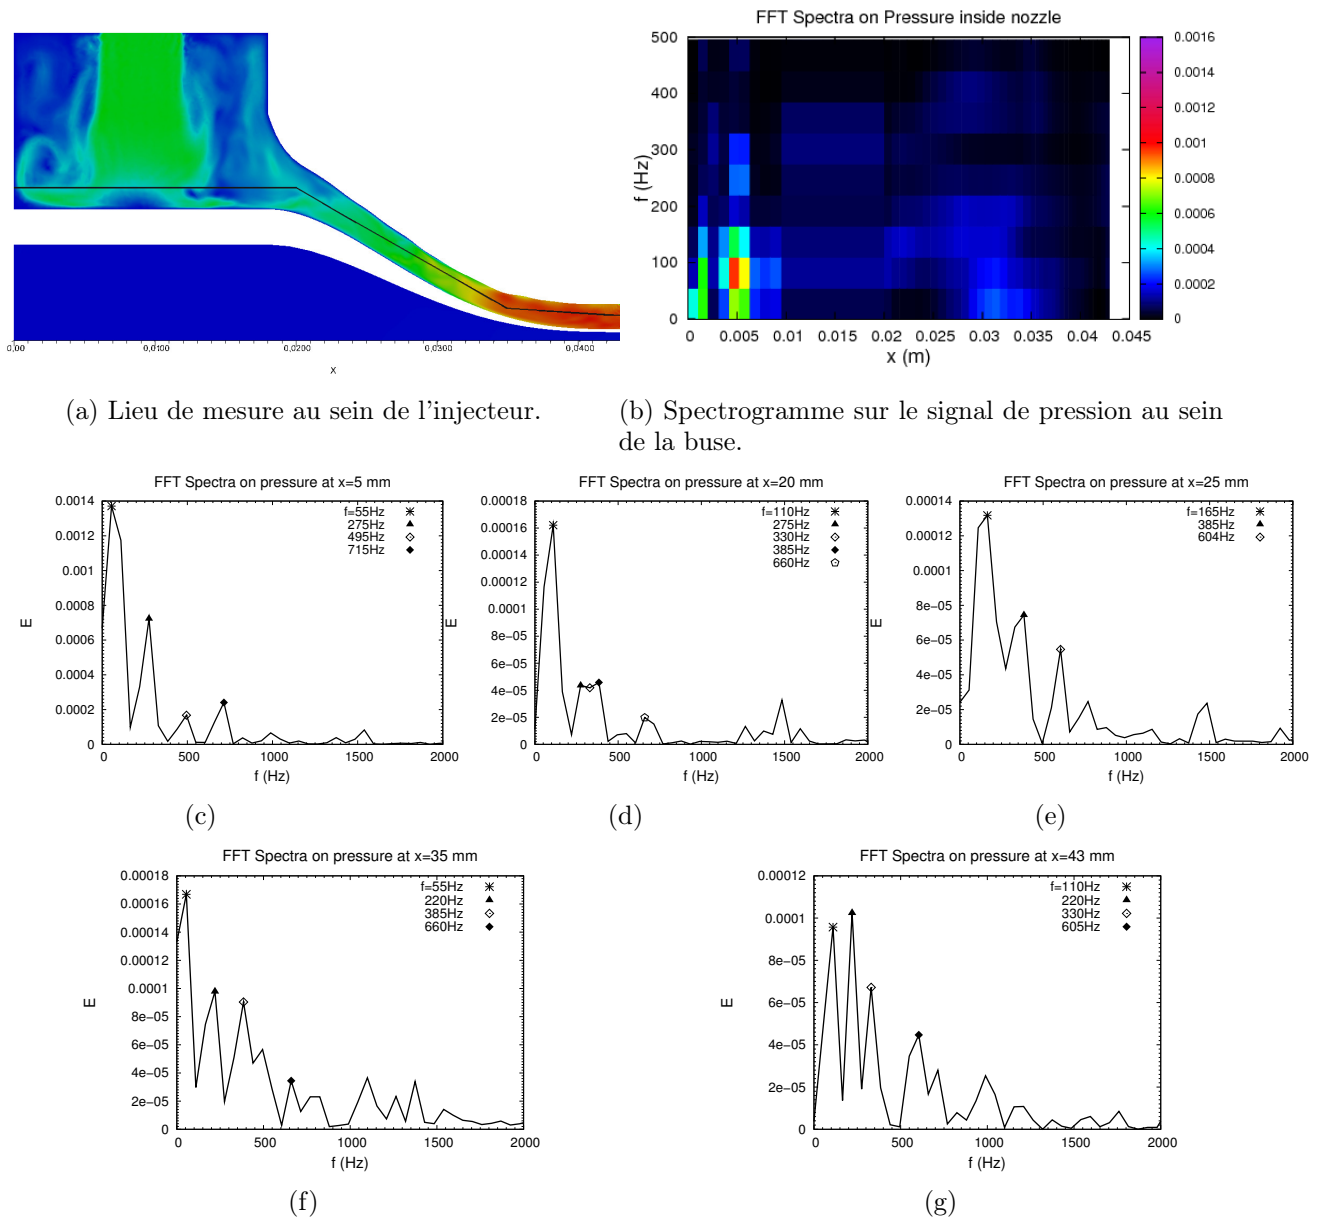 0.00 0.0100 0.0200 0.0300 0.0400
x
(a) Lieu de mesure au sein de l'injecteur.
FFT Spectra on Pressure inside nozzle
500
400
300
200
100
0
f (Hz)
0 0.005 0.01 0.015 0.02 0.025 0.03 0.035 0.04 0.045
x (m)
0.0016
0.0014
0.0012
0.001
0.0008
0.0006
0.0004
0.0002
0
(b) Spectrogramme sur le signal de pression au sein
de la buse.
FFT Spectra on pressure at x=5 mm
0.0014
0.0012
0.001
0.0008
0.0006
0.0004
0.0002
0
E
f=55Hz
275Hz
495Hz
715Hz
0 500 1000 1500 2000
f (Hz)
(c)
FFT Spectra on pressure at x=20 mm
0.00018
0.00016
0.00014
0.00012
0.0001
8e−05
6e−05
4e−05
2e−05
0
E
f=110Hz
275Hz
330Hz
385Hz
660Hz
0 500 1000 1500 2000
f (Hz)
(d)
FFT Spectra on pressure at x=25 mm
0.00014
0.00012
0.0001
8e−05
6e−05
4e−05
2e−05
0
E
f=165Hz
385Hz
604Hz
0 500 1000 1500 2000
f (Hz)
(e)
FFT Spectra on pressure at x=35 mm
0.00018
0.00016
0.00014
0.00012
0.0001
8e−05
6e−05
4e−05
2e−05
0
E
f=55Hz
220Hz
385Hz
660Hz
0 500 1000 1500 2000
f (Hz)
(f)
FFT Spectra on pressure at x=43 mm
0.00012
0.0001
8e−05
6e−05
4e−05
2e−05
0
E
f=110Hz
220Hz
330Hz
605Hz
0 500 1000 1500 2000
f (Hz)
(g)